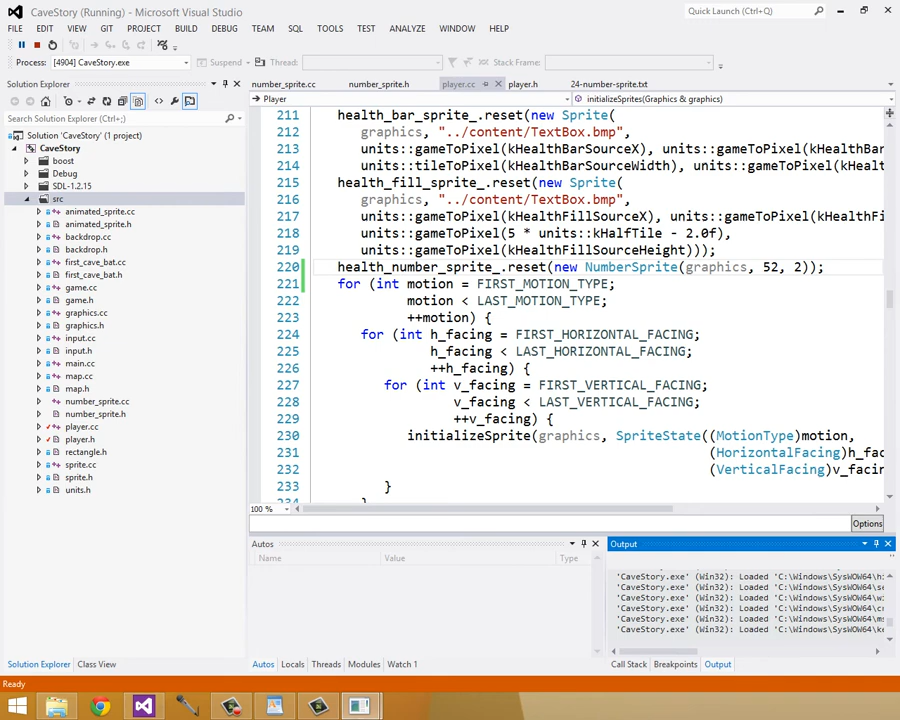 CaveStory (Running) - Microsoft Visual Studio
Quick Launch (Ctrl+Q)
FILE EDIT VIEW GIT PROJECT BUILD DEBUG TEAM SQL TOOLS TEST ANALYZE WINDOW HELP
Process: [4904] CaveStory.exe Suspend Thread: Stack Frame:
Solution Explorer
number_sprite.cc number_sprite.h player.cc player.h 24-number-sprite.txt
Player initializeSprites(Graphics & graphics)
Search Solution Explorer (Ctrl+;)
Solution 'CaveStory' (1 project)
CaveStory
boost
Debug
SDL-1.2.15
src
animated_sprite.cc
animated_sprite.h
backdrop.cc
backdrop.h
first_cave_bat.cc
first_cave_bat.h
game.cc
game.h
graphics.cc
graphics.h
input.cc
input.h
main.cc
map.cc
map.h
number_sprite.cc
number_sprite.h
player.cc
player.h
rectangle.h
sprite.cc
sprite.h
units.h
211 health_bar_sprite_.reset(new Sprite(
212 graphics, "../content/TextBox.bmp",
213 units::gameToPixel(kHealthBarSourceX), units::gameToPixel(kHealthBar
214 units::tileToPixel(kHealthBarSourceWidth), units::gameToPixel(kHealt
215 health_fill_sprite_.reset(new Sprite(
216 graphics, "../content/TextBox.bmp",
217 units::gameToPixel(kHealthFillSourceX), units::gameToPixel(kHealthFi
218 units::gameToPixel(5 * units::kHalfTile - 2.0f),
219 units::gameToPixel(kHealthFillSourceHeight)));
220 health_number_sprite_.reset(new NumberSprite(graphics, 52, 2));
221 for (int motion = FIRST_MOTION_TYPE;
222 motion < LAST_MOTION_TYPE;
223 ++motion) {
224 for (int h_facing = FIRST_HORIZONTAL_FACING;
225 h_facing < LAST_HORIZONTAL_FACING;
226 ++h_facing) {
227 for (int v_facing = FIRST_VERTICAL_FACING;
228 v_facing < LAST_VERTICAL_FACING;
229 ++v_facing) {
230 initializeSprite(graphics, SpriteState((MotionType)motion,
231 (HorizontalFacing)h_fac
232 (VerticalFacing)v_facin
233 }
234 }
100 %
Options
Autos
Name Value Type
Output
'CaveStory.exe' (Win32): Loaded 'C:\Windows\SysWOW64\h
'CaveStory.exe' (Win32): Loaded 'C:\Windows\SysWOW64\se
'CaveStory.exe' (Win32): Loaded 'C:\Windows\SysWOW64\w
'CaveStory.exe' (Win32): Loaded 'C:\Windows\SysWOW64\cr
'CaveStory.exe' (Win32): Loaded 'C:\Windows\SysWOW64\ms
'CaveStory.exe' (Win32): Loaded 'C:\Windows\SysWOW64\ke
Solution Explorer Class View
Autos Locals Threads Modules Watch 1
Call Stack Breakpoints Output
Ready